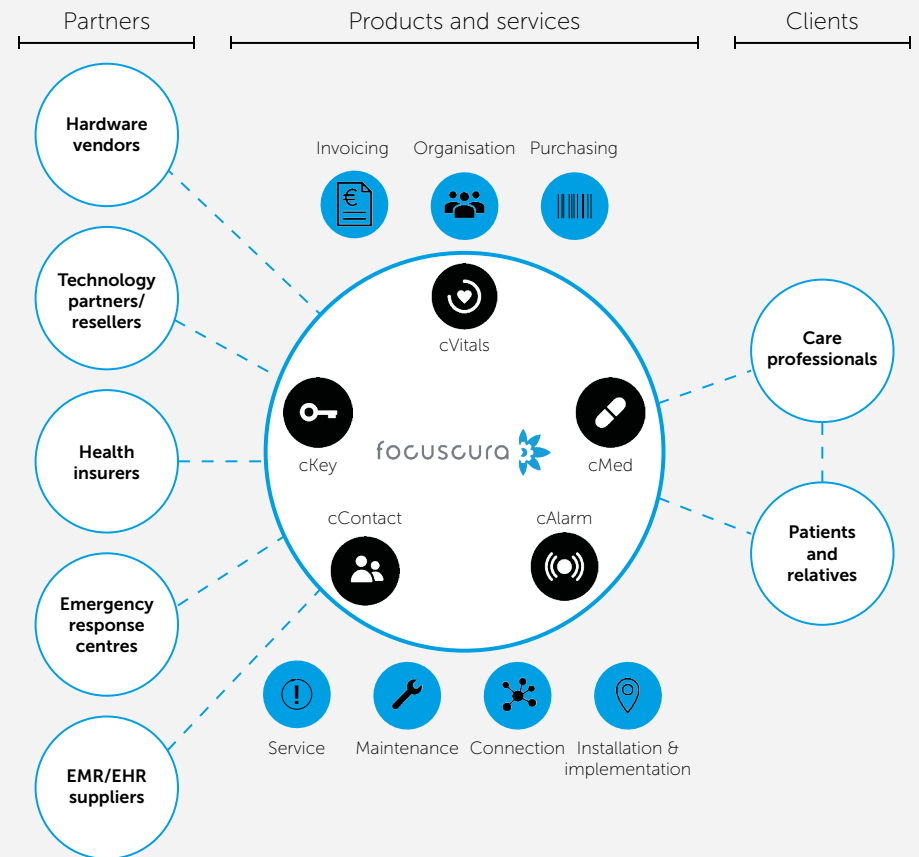 Partners
Products and services
Clients
Hardware
vendors
Technology
partners/
resellers
Health
insurers
Emergency
response
centres
EMR/EHR
suppliers
Invoicing
Organisation
Purchasing
€
cVitals
cKey
focuscura
cMed
cContact
cAlarm
Service
Maintenance
Connection
Installation &
implementation
Care
professionals
Patients
and
relatives